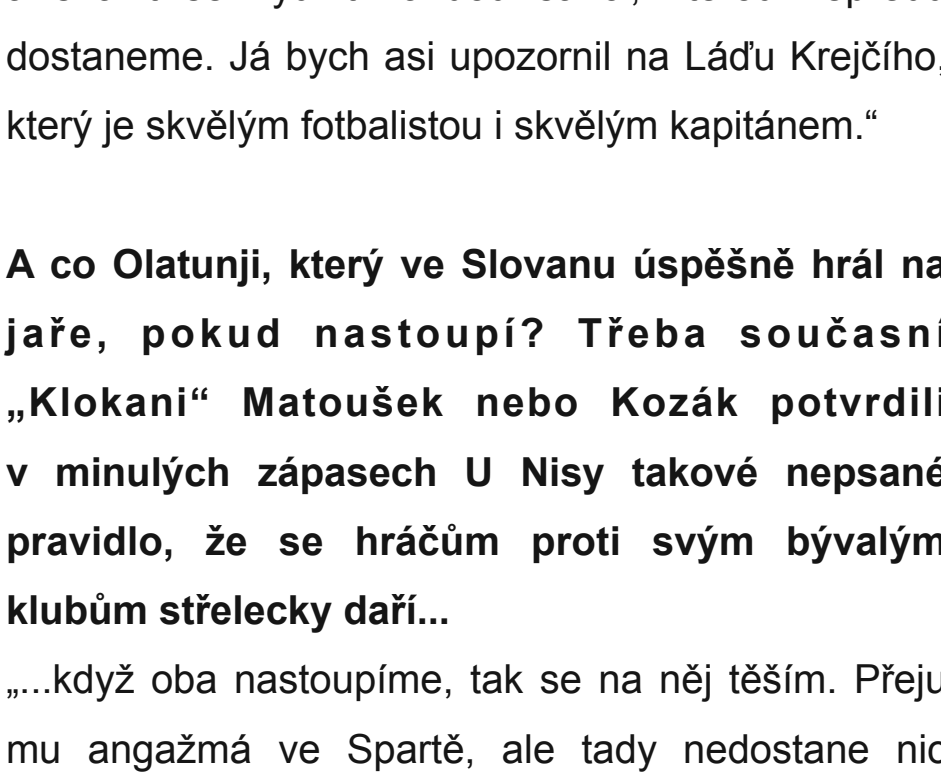 dostaneme. Já bych asi upozornil na Láďu Krejčího,
který je skvělým fotbalistou i skvělým kapitánem.“
A co Olatunji, který ve Slovanu úspěšně hrál na
jaře, pokud nastoupí? Třeba současní
„Klokani“ Matoušek nebo Kozák potvrdili
v minulých zápasech U Nisy takové nepsané
pravidlo, že se hráčům proti svým bývalým
klubům střelecky daří...
„...když oba nastoupíme, tak se na něj těším. Přeju
mu angažmá ve Spartě, ale tady nedostane nic